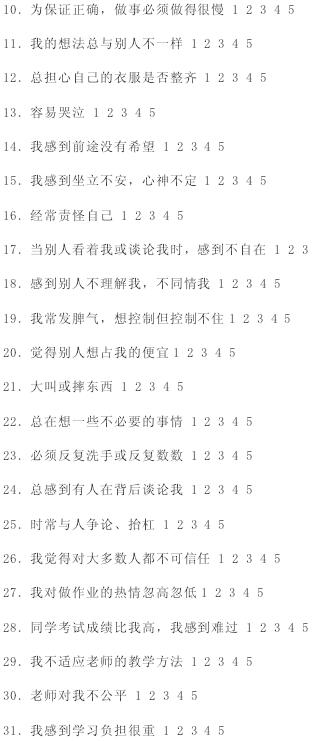 10. 为保证正确，做事必须做得很慢 1 2 3 4 5
11. 我的想法总与别人不一样 1 2 3 4 5
12. 总担心自己的衣服是否整齐 1 2 3 4 5
13. 容易哭泣 1 2 3 4 5
14. 我感到前途没有希望 1 2 3 4 5
15. 我感到坐立不安，心神不定 1 2 3 4 5
16. 经常责怪自己 1 2 3 4 5
17. 当别人看着我或谈论我时，感到不自在 1 2 3
18. 感到别人不理解我，不同情我 1 2 3 4 5
19. 我常发脾气，想控制但控制不住 1 2 3 4 5
20. 觉得别人想占我的便宜 1 2 3 4 5
21. 大叫或摔东西 1 2 3 4 5
22. 总在想一些不必要的事情 1 2 3 4 5
23. 必须反复洗手或反复数数 1 2 3 4 5
24. 总感到有人在背后谈论我 1 2 3 4 5
25. 时常与人争论、抬杠 1 2 3 4 5
26. 我觉得对大多数人都不可信任 1 2 3 4 5
27. 我对做作业的热情忽高忽低 1 2 3 4 5
28. 同学考试成绩比我高，我感到难过 1 2 3 4 5
29. 我不适应老师的教学方法 1 2 3 4 5
30. 老师对我不公平 1 2 3 4 5
31. 我感到学习负担很重 1 2 3 4 5